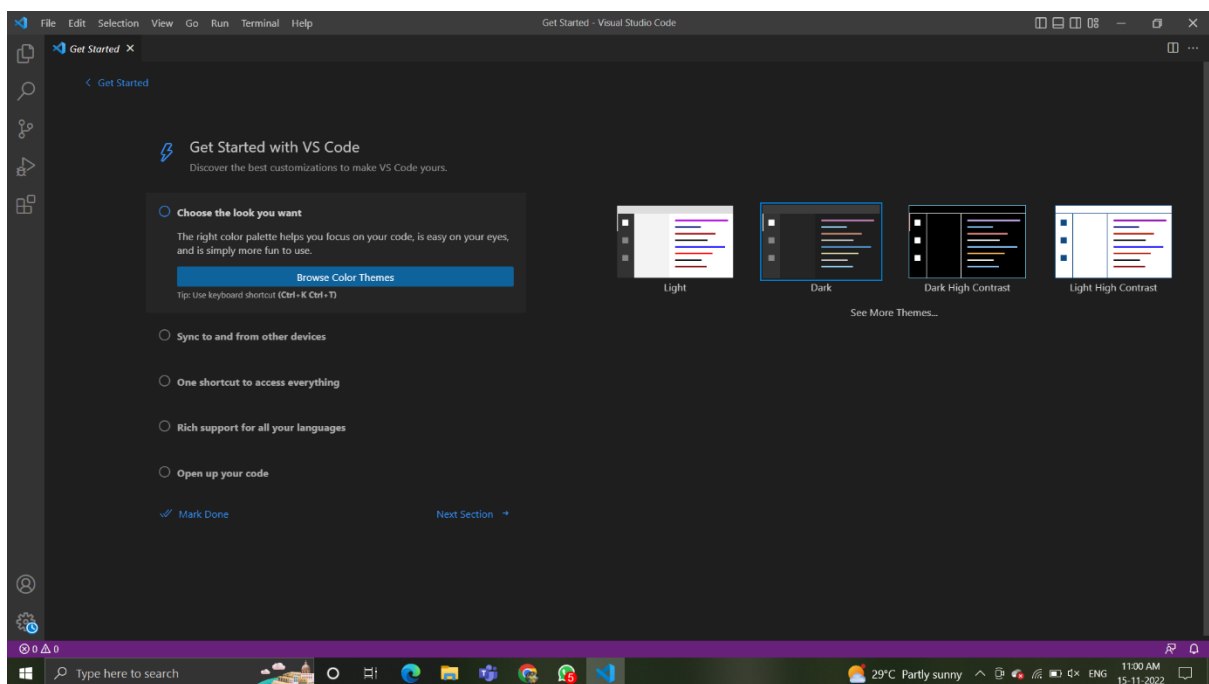 File Edit Selection View Go Run Terminal Help
Get Started - Visual Studio Code
Get Started
Get Started
Get Started with VS Code
Discover the best customizations to make VS Code yours.
Choose the look you want
The right color palette helps you focus on your code, is easy on your eyes,
and is simply more fun to use.
Browse Color Themes
Tip: Use keyboard shortcut (Ctrl+K Ctrl+T)
Sync to and from other devices
One shortcut to access everything
Rich support for all your languages
Open up your code
Mark Done
Next Section
Light
Dark
Dark High Contrast
Light High Contrast
See More Themes...
0 0
Type here to search
5
29°C Partly sunny
ENG
11:00 AM
15-11-2022